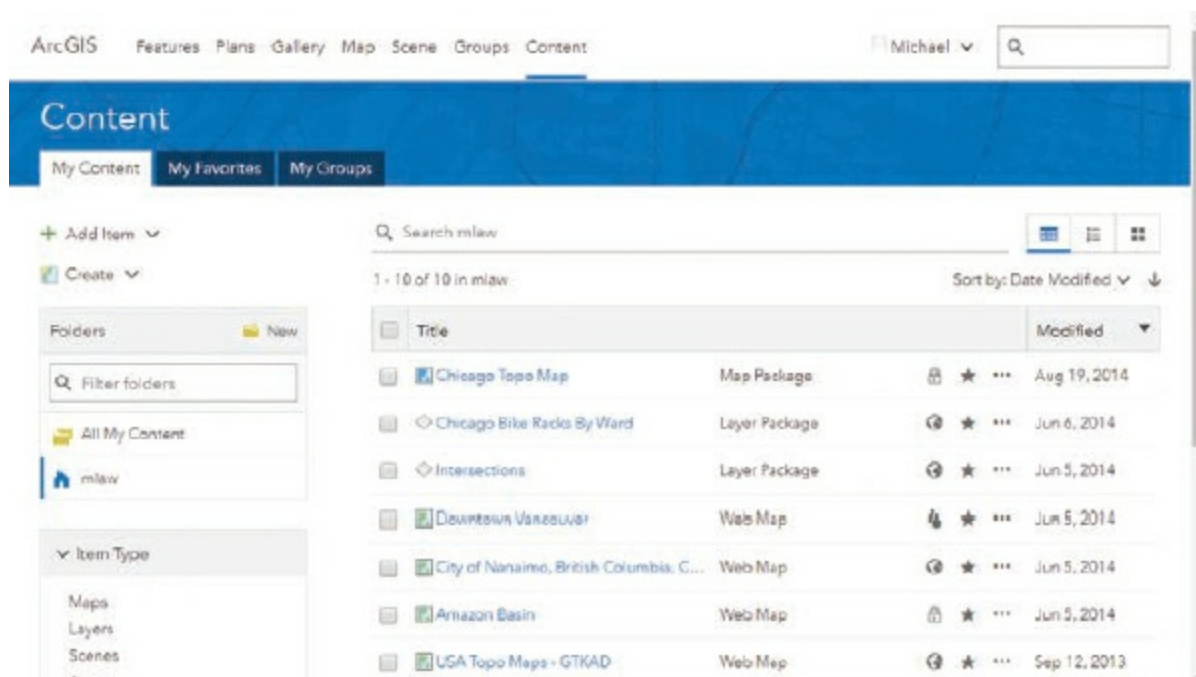 ArcGIS Features Plans Gallery Map Scene Groups Content Michael
Content
My Content My Favorites My Groups
Add Item
Create
Search mlaw
1 - 10 of 10 in mlaw
Sort by: Date Modified
Folders New
Filter folders
All My Content
mlaw
Item Type
Maps
Layers
Scenes
Title Modified
Chicago Topo Map Map Package Aug 19, 2014
Chicago Bike Racks By Ward Layer Package Jun 6, 2014
Intersections Layer Package Jun 5, 2014
Downtown Vancouver Web Map Jun 5, 2014
City of Nanaimo, British Columbia, C... Web Map Jun 5, 2014
Amazon Basin Web Map Jun 5, 2014
USA Topo Maps - GTKAD Web Map Sep 12, 2013